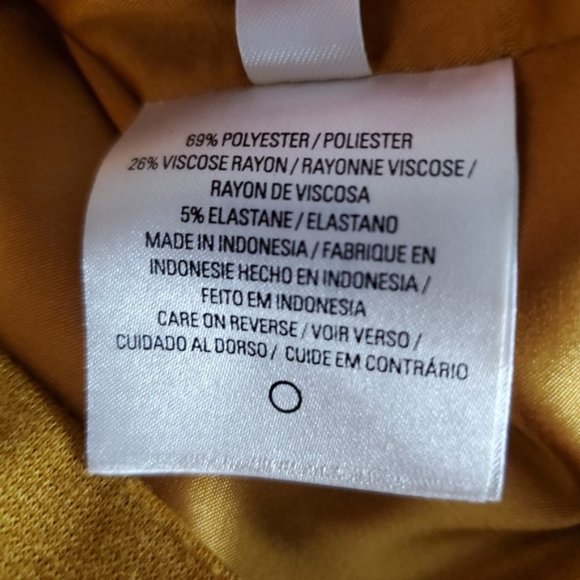 69% POLYESTER / POLIESTER
26% VISCOSE RAYON / RAYONNE VISCOSE /
RAYON DE VISCOSA
5% ELASTANE / ELASTANO
MADE IN INDONESIA / FABRIQUE EN
INDONESIE HECHO EN INDONESIA /
FEITO EM INDONESIA
CARE ON REVERSE / VOIR VERSO /
CUIDADO AL DORSO / CUIDE EM CONTRÁRIO